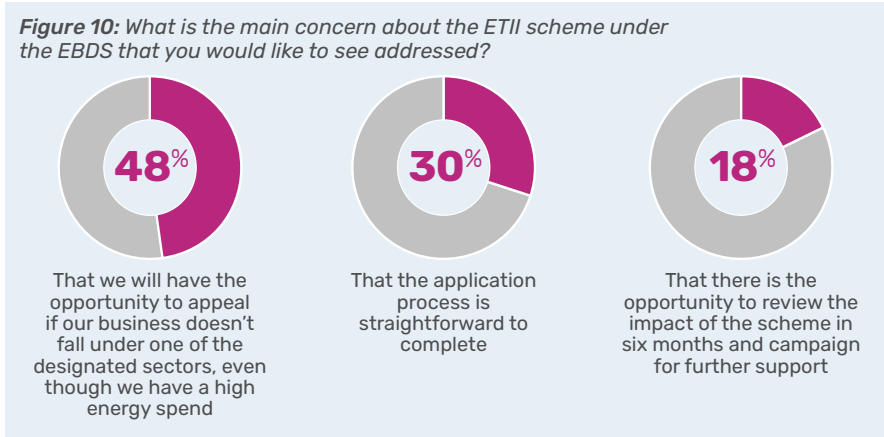 Figure 10: What is the main concern about the ETII scheme under
the EBDS that you would like to see addressed?
48%
That we will have the
opportunity to appeal
if our business doesn't
fall under one of the
designated sectors, even
though we have a high
energy spend
30%
That the application
process is
straightforward to
complete
18%
That there is the
opportunity to review the
impact of the scheme in
six months and campaign
for further support